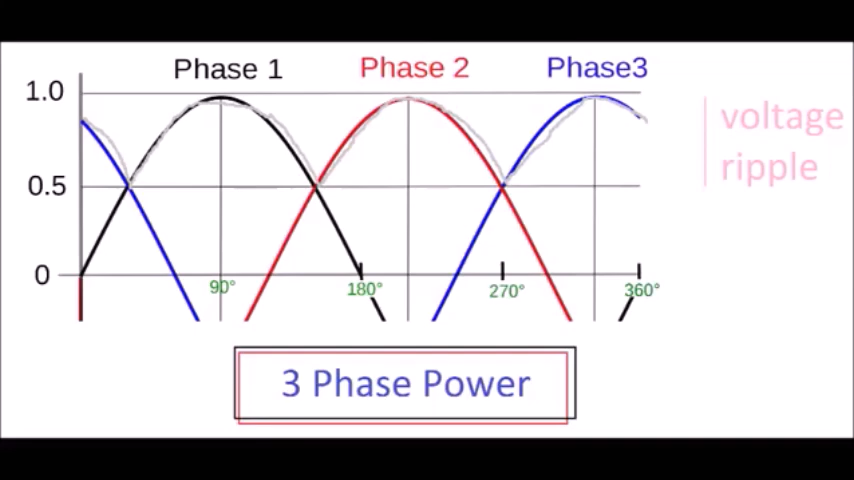 Phase 1 Phase 2 Phase3
1.0
voltage
ripple
0.5
0
90° 180° 270° 360°
3 Phase Power